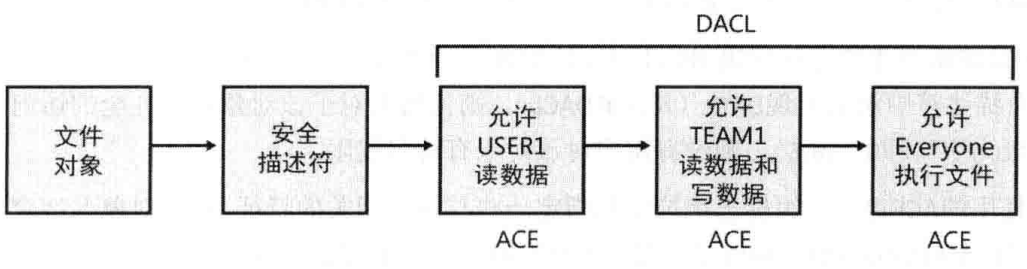 DACL
文件
对象
安全
描述符
允许
USER1
读数据
允许
TEAM1
读数据和
写数据
允许
Everyone
执行文件
ACE
ACE
ACE